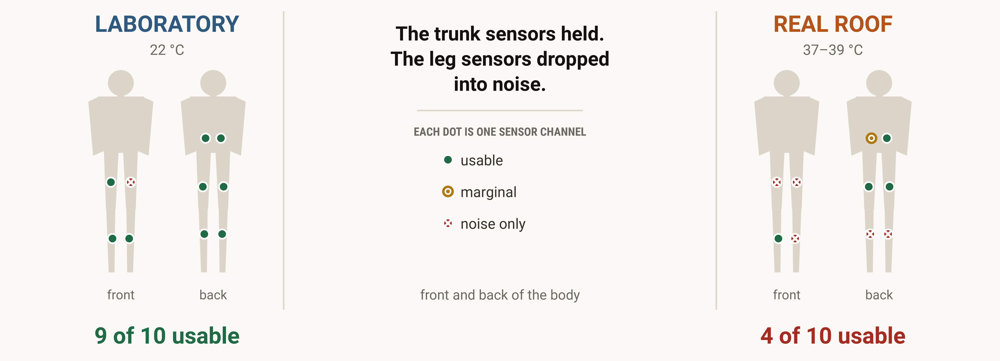 LABORATORY
22 °C
front
back
9 of 10 usable
The trunk sensors held.
The leg sensors dropped
into noise.
EACH DOT IS ONE SENSOR CHANNEL
usable
marginal
noise only
front and back of the body
REAL ROOF
37–39 °C
front
back
4 of 10 usable